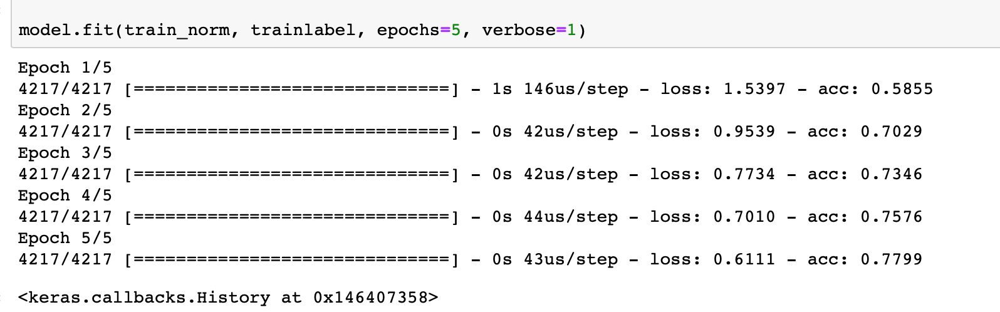 model.fit(train_norm, trainlabel, epochs=5, verbose=1)
Epoch 1/5
4217/4217 [==============================] - 1s 146us/step - loss: 1.5397 - acc: 0.5855
Epoch 2/5
4217/4217 [==============================] - 0s 42us/step - loss: 0.9539 - acc: 0.7029
Epoch 3/5
4217/4217 [==============================] - 0s 42us/step - loss: 0.7734 - acc: 0.7346
Epoch 4/5
4217/4217 [==============================] - 0s 44us/step - loss: 0.7010 - acc: 0.7576
Epoch 5/5
4217/4217 [==============================] - 0s 43us/step - loss: 0.6111 - acc: 0.7799
<keras.callbacks.History at 0x146407358>